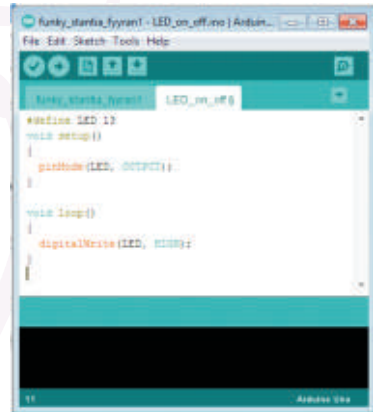 funky_stantia_fyyran1 - LED_on_off.ino | Arduin...
File Edit Sketch Tools Help
LED_on_off §
#define LED 13
void setup()
{
pinMode(LED, OUTPUT);
}
void loop()
{
digitalWrite(LED, HIGH);
}
11
Arduino Uno